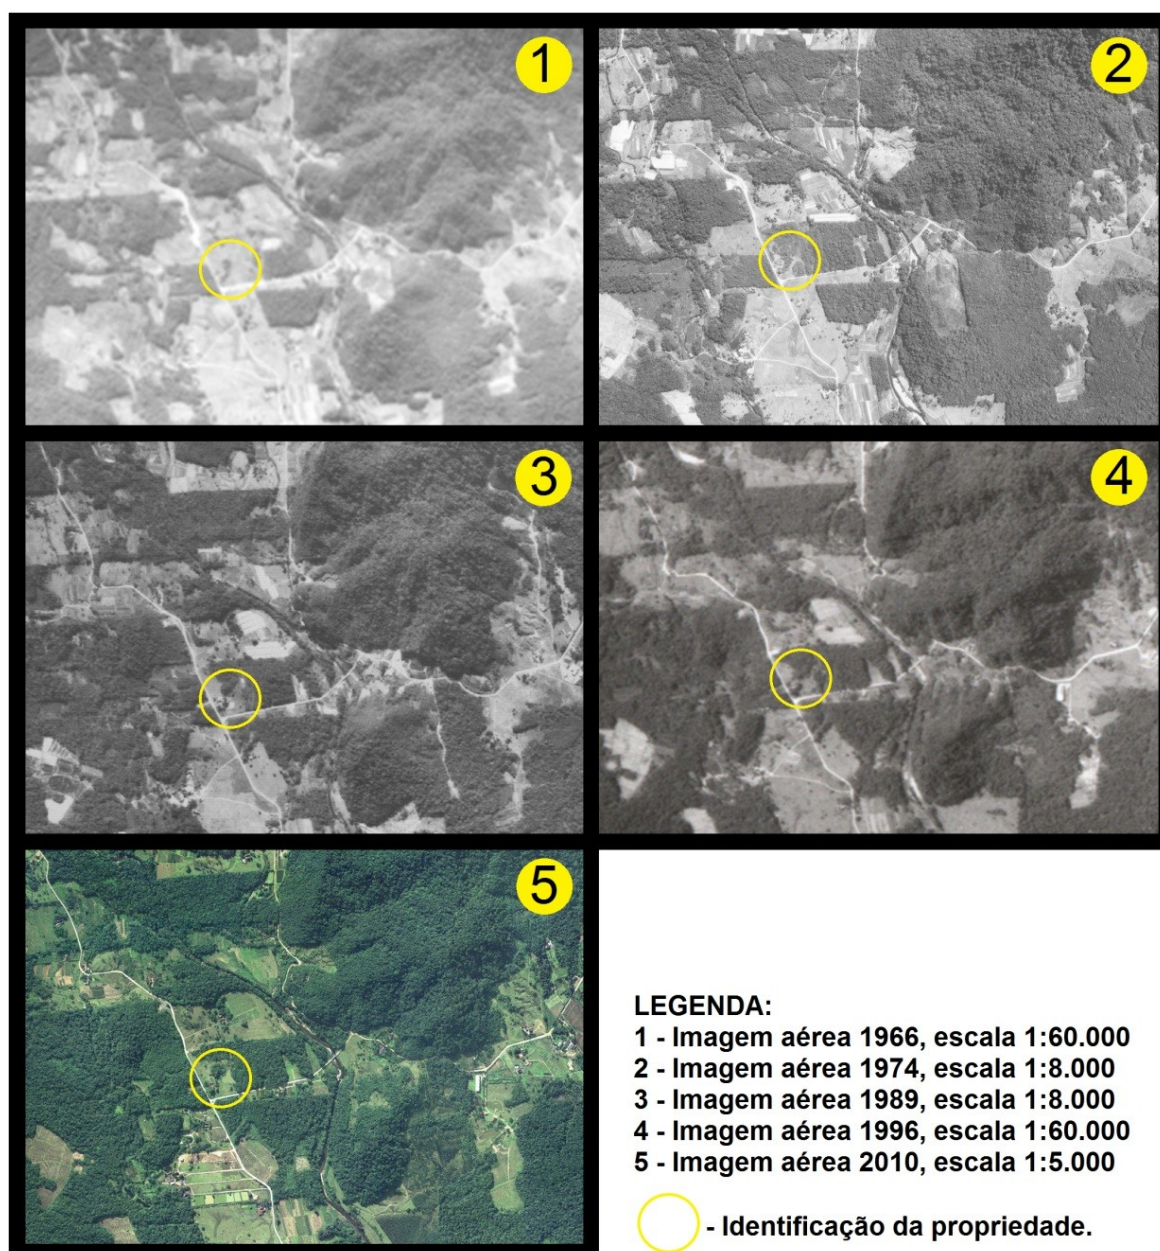 1
2
3
4
5
LEGENDA:
1 - Imagem aérea 1966, escala 1:60.000
2 - Imagem aérea 1974, escala 1:8.000
3 - Imagem aérea 1989, escala 1:8.000
4 - Imagem aérea 1996, escala 1:60.000
5 - Imagem aérea 2010, escala 1:5.000
- Identificação da propriedade.